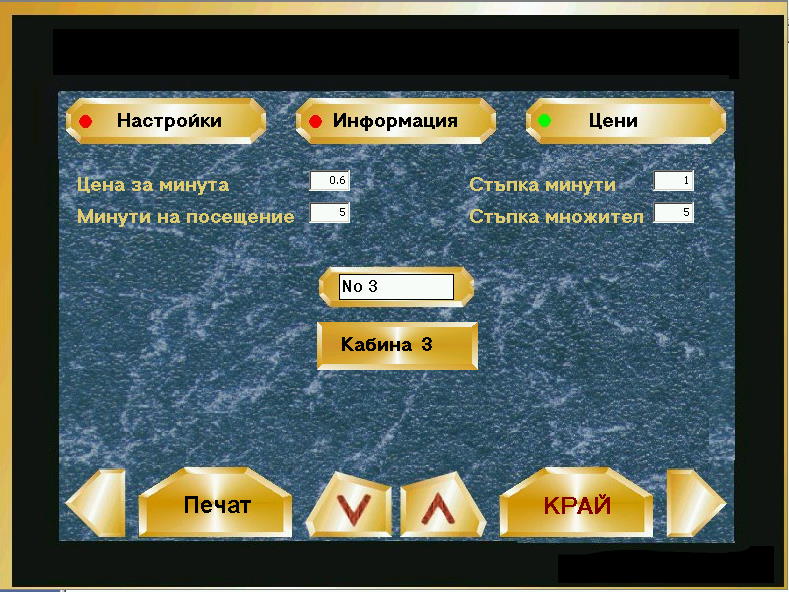 Настройки
Информация
Цени
Цена за минута 0.6
Стъпка минути 1
Минути на посещение 5
Стъпка множител 5
No 3
Кабина 3
Печат
КРАЙ